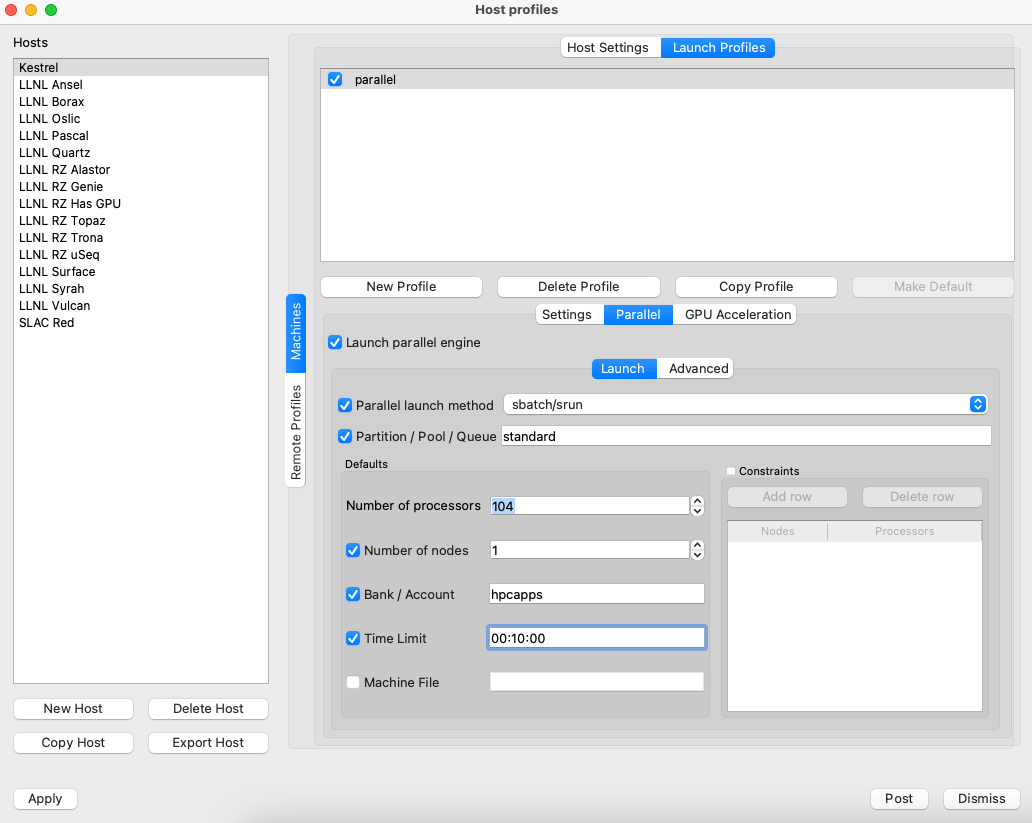 Host profiles
Hosts
Kestrel
LLNL Ansel
LLNL Borax
LLNL Oslic
LLNL Pascal
LLNL Quartz
LLNL RZ Alastor
LLNL RZ Genie
LLNL RZ Has GPU
LLNL RZ Topaz
LLNL RZ Trona
LLNL RZ uSeq
LLNL Surface
LLNL Syrah
LLNL Vulcan
SLAC Red
New Host
Delete Host
Copy Host
Export Host
Machines
Remote Profiles
Host Settings
Launch Profiles
parallel
New Profile
Delete Profile
Copy Profile
Make Default
Settings
Parallel
GPU Acceleration
Launch parallel engine
Launch
Advanced
Parallel launch method
sbatch/srun
Partition / Pool / Queue
standard
Defaults
Number of processors
104
Number of nodes
1
Bank / Account
hpcapps
Time Limit
00:10:00
Machine File
Constraints
Add row
Delete row
Nodes
Processors
Apply
Post
Dismiss